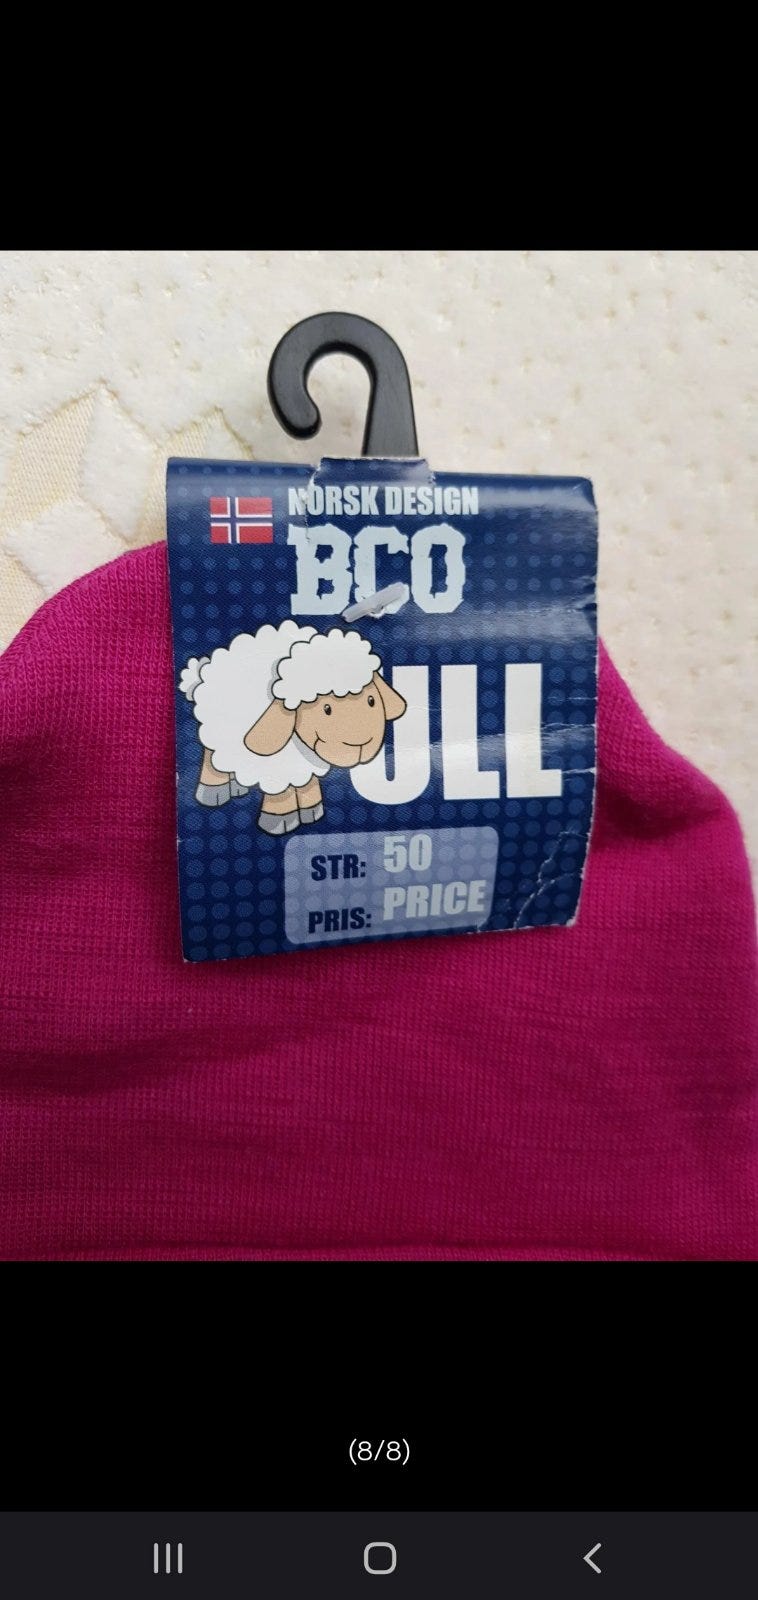 NORSK DESIGN
BCO
ULL
STR: 50
PRIS: PRICE
(8/8)